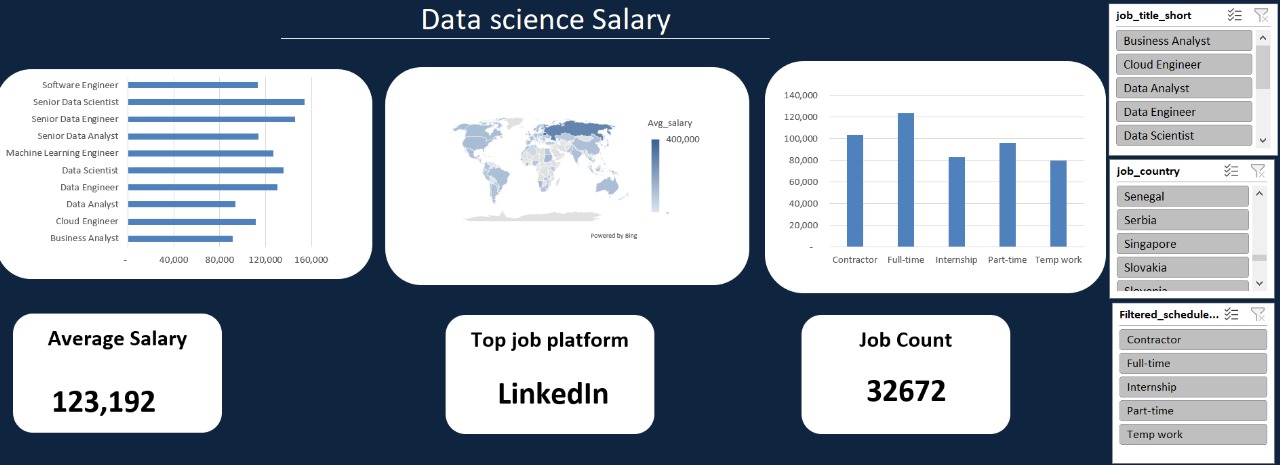 Data science Salary
Software Engineer
Senior Data Scientist
Senior Data Engineer
Senior Data Analyst
Machine Learning Engineer
Data Scientist
Data Engineer
Data Analyst
Cloud Engineer
Business Analyst
- 40,000 80,000 120,000 160,000
Avg_salary
400,000
-
Powered by Bing
140,000
120,000
100,000
80,000
60,000
40,000
20,000
-
Contractor Full-time Internship Part-time Temp work
Average Salary
123,192
Top job platform
LinkedIn
Job Count
32672
job_title_short
Business Analyst
Cloud Engineer
Data Analyst
Data Engineer
Data Scientist
job_country
Senegal
Serbia
Singapore
Slovakia
Slovenia
Filtered_schedule...
Contractor
Full-time
Internship
Part-time
Temp work